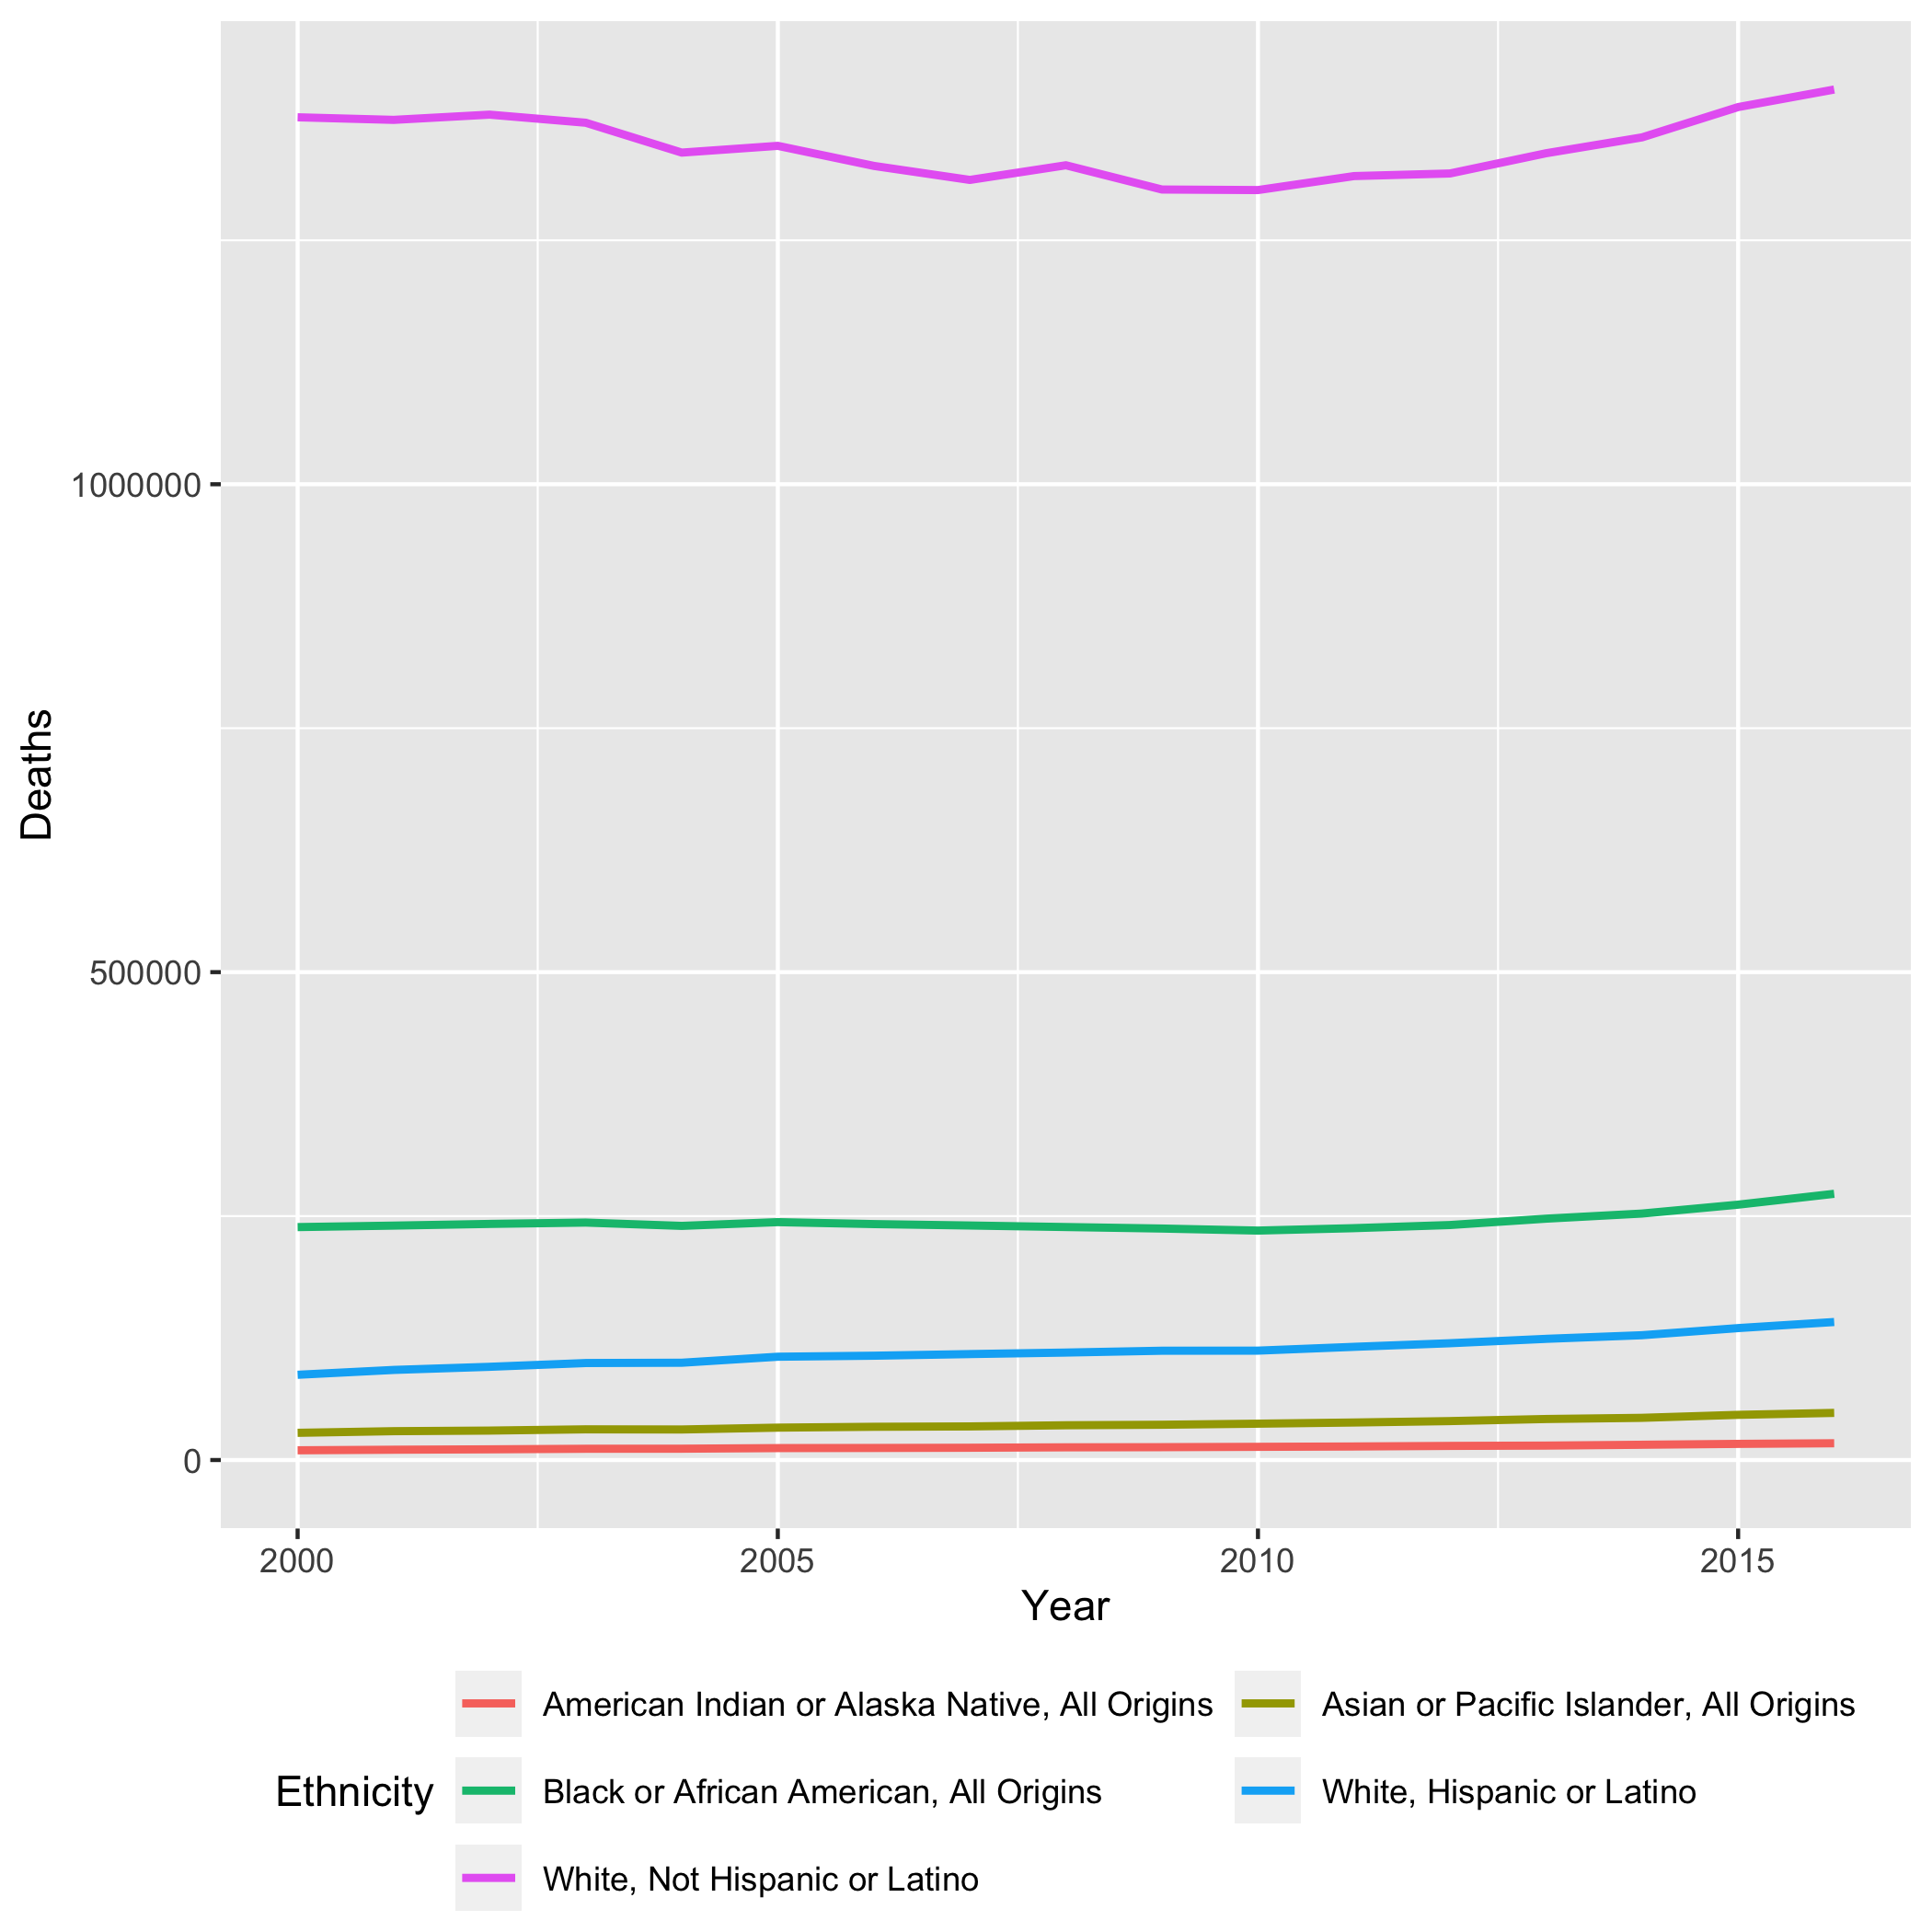 Deaths
1000000
500000
0
2000 2005 2010 2015
Year
Ethnicity
American Indian or Alaska Native, All Origins
Asian or Pacific Islander, All Origins
Black or African American, All Origins
White, Hispanic or Latino
White, Not Hispanic or Latino